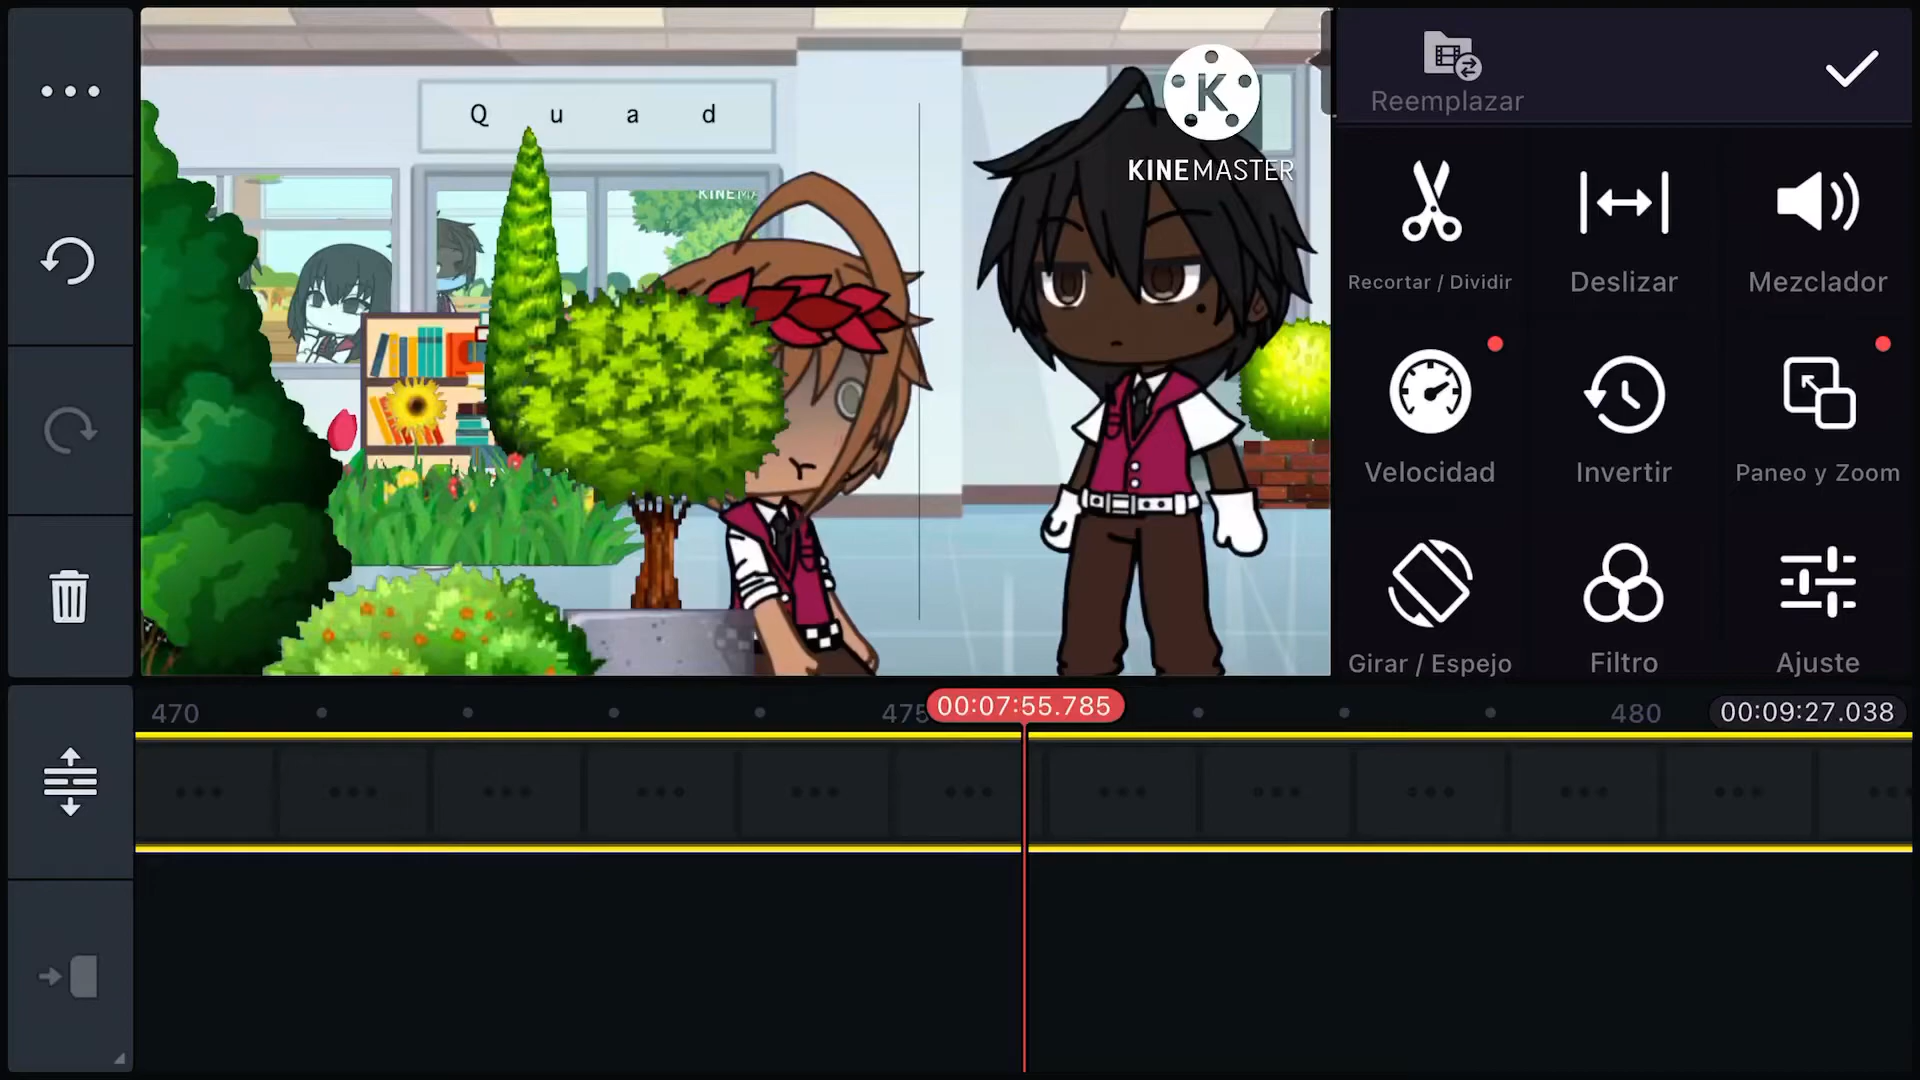 Reemplazar
Q u a d
K
KINEMASTER
KINEMA
Recortar / Dividir
Deslizar
Mezclador
Velocidad
Invertir
Paneo y Zoom
Girar / Espejo
Filtro
Ajuste
470
475
00:07:55.785
480
00:09:27.038